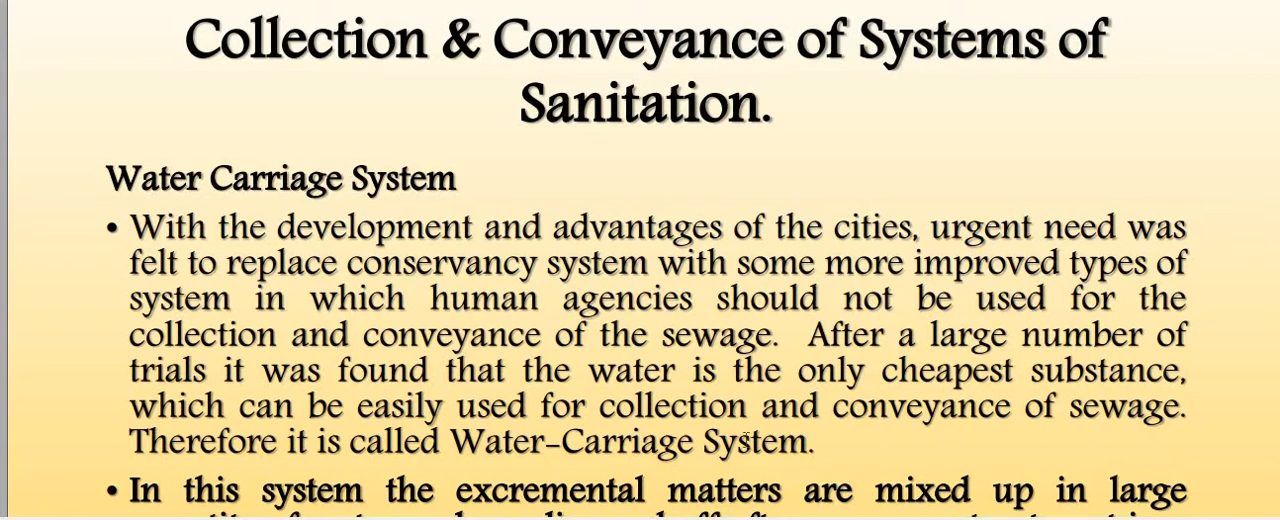 Collection & Conveyance of Systems of
Sanitation.
Water Carriage System
• With the development and advantages of the cities, urgent need was
felt to replace conservancy system with some more improved types of
system in which human agencies should not be used for the
collection and conveyance of the sewage. After a large number of
trials it was found that the water is the only cheapest substance,
which can be easily used for collection and conveyance of sewage.
Therefore it is called Water-Carriage System.
• In this system the excremental matters are mixed up in large